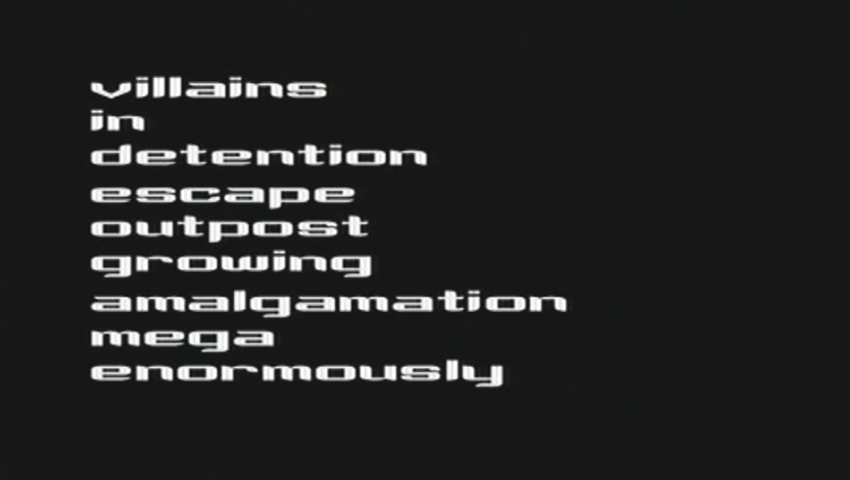 villains
in
detention
escape
outpost
growing
amalgamation
mega
enormously